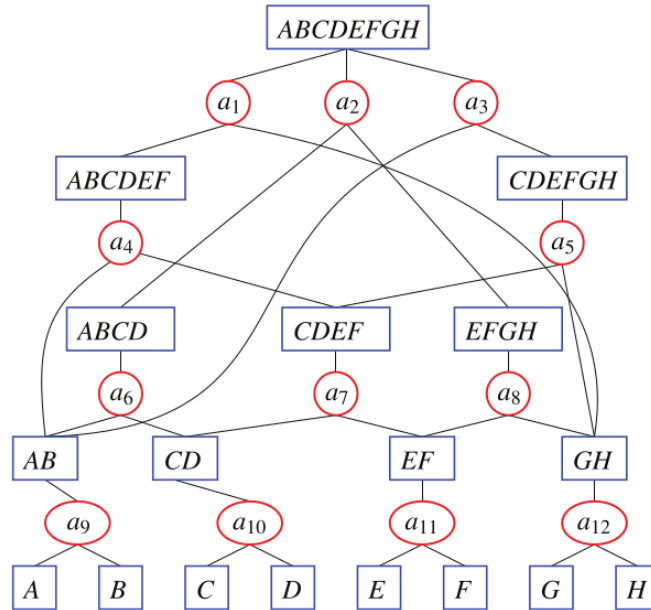 ABCDEFGH
a1 a2 a3
ABCDEF CDEFGH
a4 a5
ABCD CDEF EFGH
a6 a7 a8
AB CD EF GH
a9 a10 a11 a12
A B C D E F G H